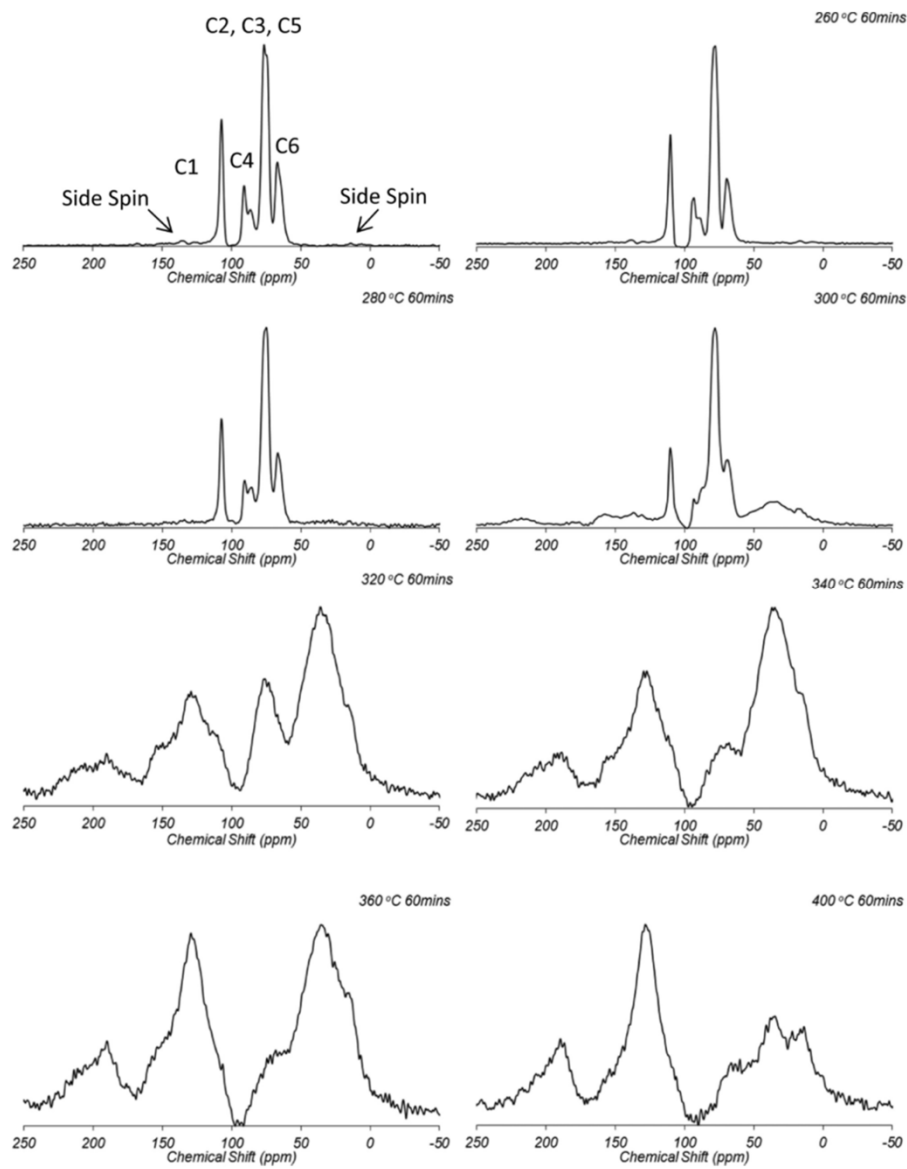 C2, C3, C5
260 °C 60mins
C1
C4
C6
Side Spin
Side Spin
250 200 150 100 50 0 -50
Chemical Shift (ppm)
250 200 150 100 50 0 -50
Chemical Shift (ppm)
280 °C 60mins
300 °C 60mins
250 200 150 100 50 0 -50
Chemical Shift (ppm)
250 200 150 100 50 0 -50
Chemical Shift (ppm)
320 °C 60mins
340 °C 60mins
250 200 150 100 50 0 -50
Chemical Shift (ppm)
250 200 150 100 50 0 -50
Chemical Shift (ppm)
360 °C 60mins
400 °C 60mins
250 200 150 100 50 0 -50
Chemical Shift (ppm)
250 200 150 100 50 0 -50
Chemical Shift (ppm)